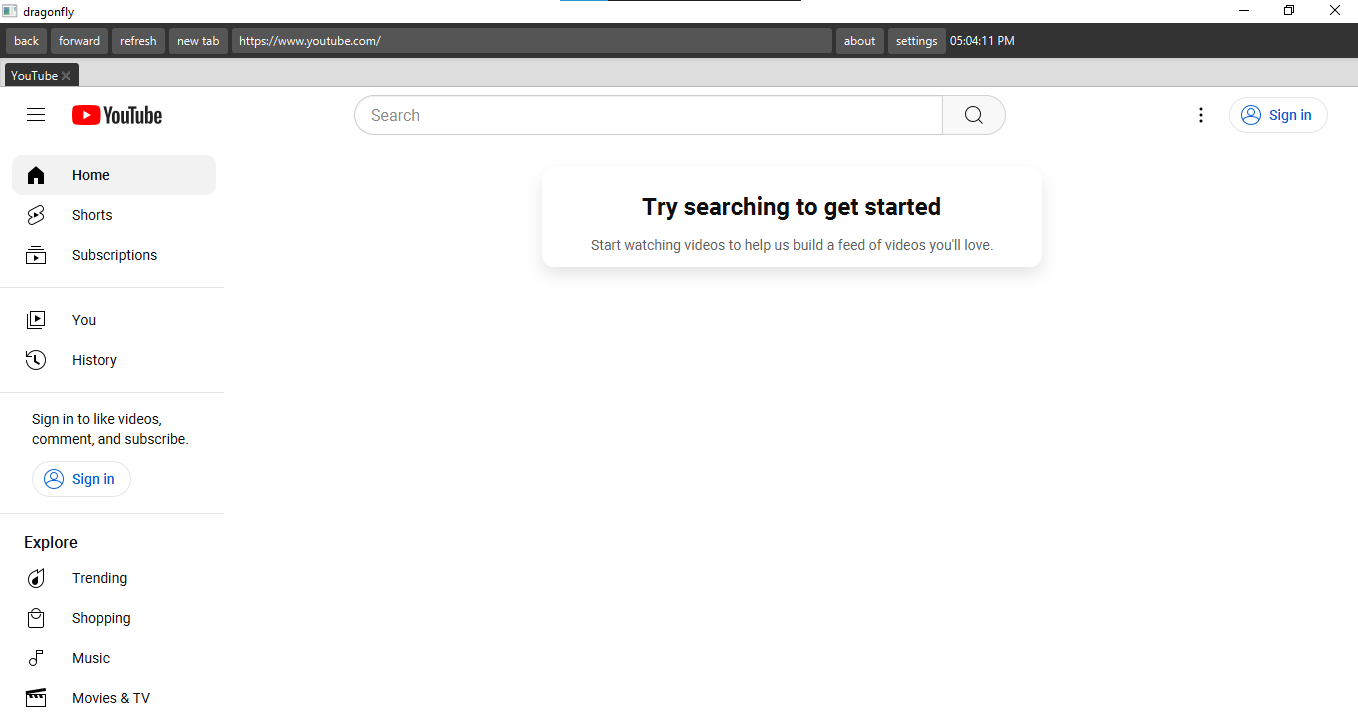 dragonfly
back forward refresh new tab https://www.youtube.com/ about settings 05:04:11 PM
YouTube
YouTube Search Sign in
Home
Shorts
Subscriptions
You
History
Sign in to like videos,
comment, and subscribe.
Sign in
Explore
Trending
Shopping
Music
Movies & TV
Try searching to get started
Start watching videos to help us build a feed of videos you'll love.